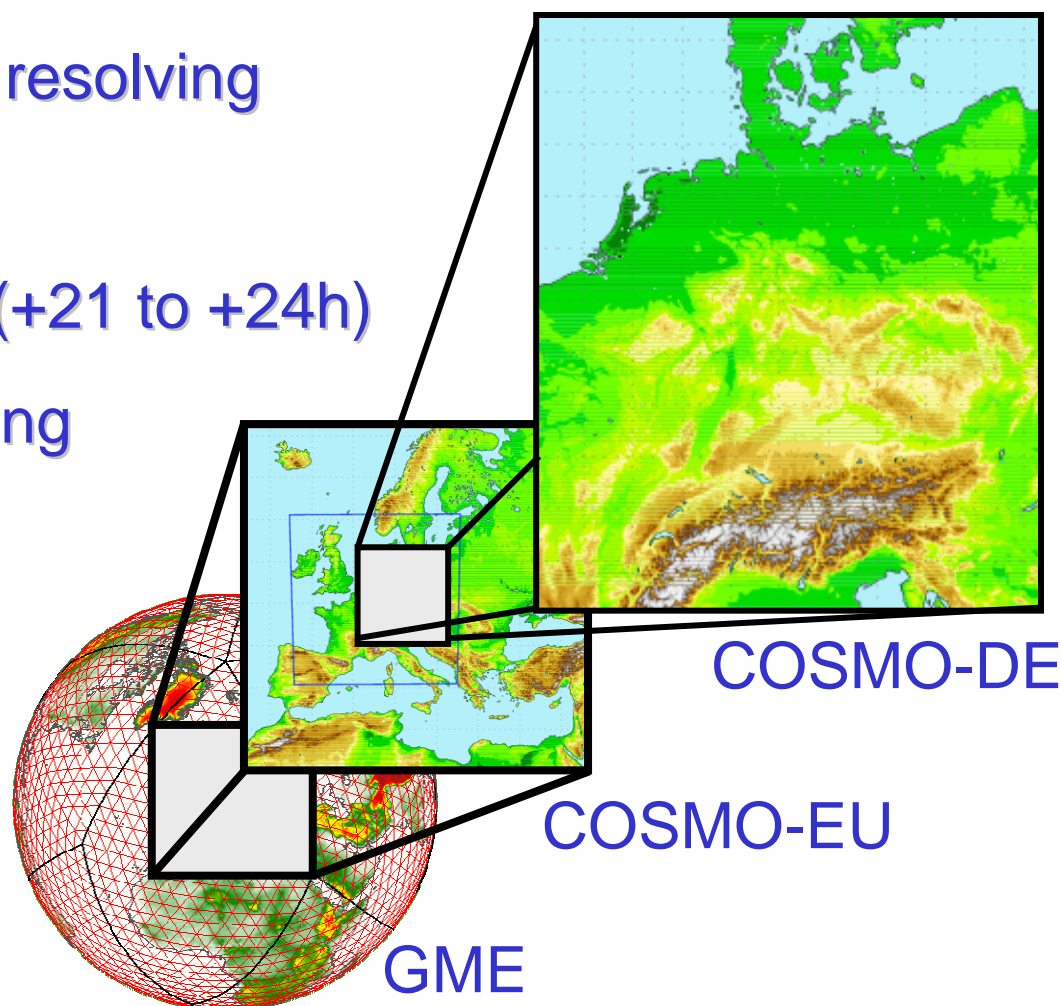 resolving
(+21 to +24h)
ng
COSMO-DE
COSMO-EU
GME